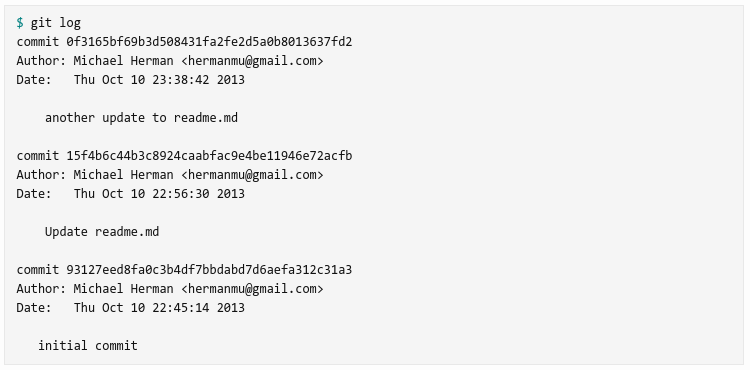 $ git log
commit 0f3165bf69b3d508431fa2fe2d5a0b8013637fd2
Author: Michael Herman <hermanmu@gmail.com>
Date:   Thu Oct 10 23:38:42 2013
another update to readme.md
commit 15f4b6c44b3c8924caabfac9e4be11946e72acfb
Author: Michael Herman <hermanmu@gmail.com>
Date:   Thu Oct 10 22:56:30 2013
Update readme.md
commit 93127eed8fa0c3b4df7bbdabd7d6aefa312c31a3
Author: Michael Herman <hermanmu@gmail.com>
Date:   Thu Oct 10 22:45:14 2013
initial commit